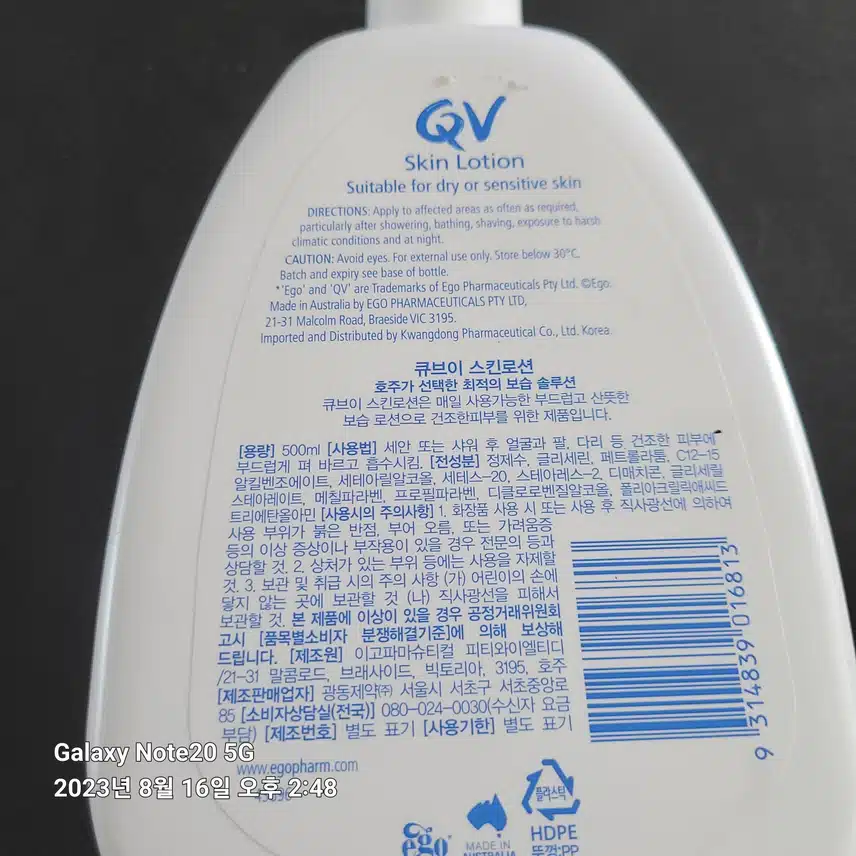 QV
Skin Lotion
Suitable for dry or sensitive skin
DIRECTIONS: Apply to affected areas as often as required,
particularly after showering, bathing, shaving, exposure to harsh
climatic conditions and at night.
CAUTION: Avoid eyes. For external use only. Store below 30°C.
Batch and expiry see base of bottle.
*'Ego' and 'QV' are Trademarks of Ego Pharmaceuticals Pty Ltd. ©Ego.
Made in Australia by EGO PHARMACEUTICALS PTY LTD,
21-31 Malcolm Road, Braeside VIC 3195.
Imported and Distributed by Kwangdong Pharmaceutical Co., Ltd. Korea.
큐브이 스킨로션
호주가 선택한 최적의 보습 솔루션
큐브이 스킨로션은 매일 사용가능한 부드럽고 산뜻한
보습 로션으로 건조한피부를 위한 제품입니다.
[용량] 500ml [사용법] 세안 또는 샤워 후 얼굴과 팔, 다리 등 건조한 피부에
부드럽게 펴 바르고 흡수시킴. [전성분] 정제수, 글리세린, 페트롤라툼, C12-15
알킬벤조에이트, 세테아릴알코올, 세테스-20, 스테아레스-2, 디메치콘, 글리세릴
스테아레이트, 메칠파라벤, 프로필파라벤, 디클로로벤질알코올, 폴리아크릴릭애씨드
트리에탄올아민 [사용시의 주의사항] 1. 화장품 사용 시 또는 사용 후 직사광선에 의하여
사용 부위가 붉은 반점, 부어 오름, 또는 가려움증
등의 이상 증상이나 부작용이 있을 경우 전문의 등과
상담할 것. 2. 상처가 있는 부위 등에는 사용을 자제할
것. 3. 보관 및 취급 시의 주의 사항 (가) 어린이의 손에
닿지 않는 곳에 보관할 것 (나) 직사광선을 피해서
보관할 것. 본 제품에 이상이 있을 경우 공정거래위원회
고시 [품목별소비자 분쟁해결기준]에 의해 보상해
드립니다. [제조원] 이고파마슈티컬 피티와이엘티디
/21-31 말콤로드, 브래사이드, 빅토리아, 3195, 호주
[제조판매업자] 광동제약㈜ 서울시 서초구 서초중앙로
85 [소비자상담실(전국)] 080-024-0030(수신자 요금
부담) [제조번호] 별도 표기 [사용기한] 별도 표기
9 314839 016813
www.egopharm.com
플라스틱
ego
MADE IN
AUSTRALIA
HDPE
뚜껑:PP
Galaxy Note20 5G
2023년 8월 16일 오후 2:48